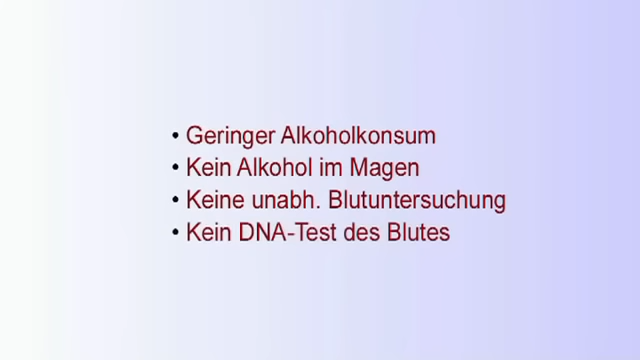 • Geringer Alkoholkonsum
• Kein Alkohol im Magen
• Keine unabh. Blutuntersuchung
• Kein DNA-Test des Blutes